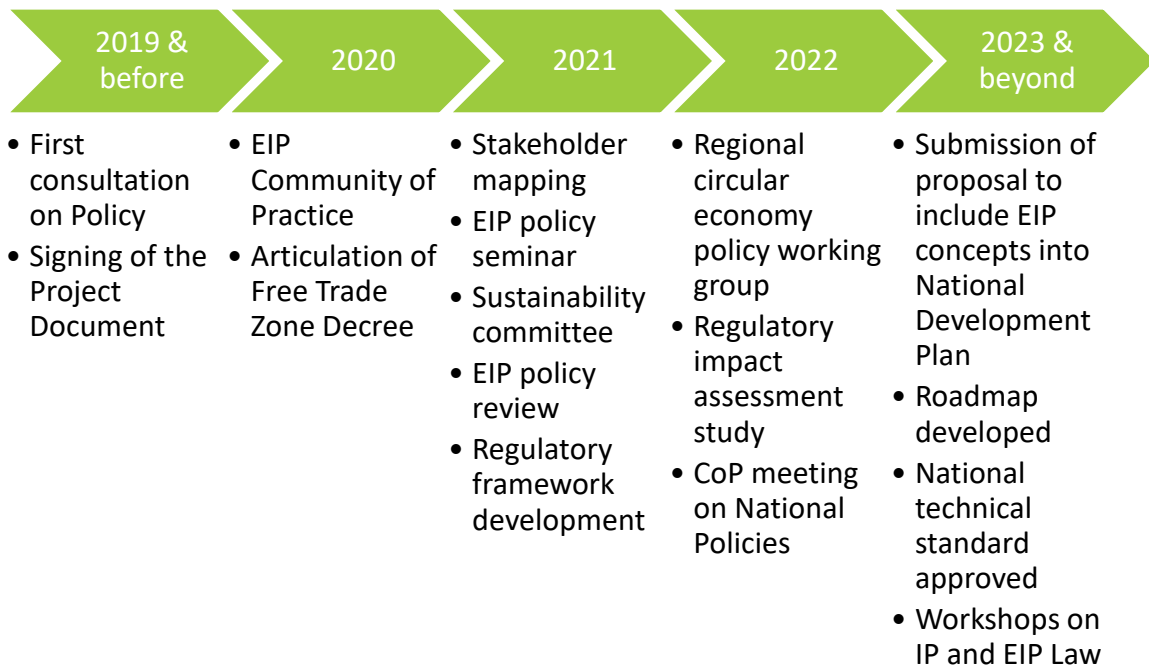 2019 &
before
2020
2021
2022
2023 &
beyond
• First
consultation
on Policy
• Signing of the
Project
Document
• EIP
Community of
Practice
• Articulation of
Free Trade
Zone Decree
• Stakeholder
mapping
• EIP policy
seminar
• Sustainability
committee
• EIP policy
review
• Regulatory
framework
development
• Regional
circular
economy
policy working
group
• Regulatory
impact
assessment
study
• CoP meeting
on National
Policies
• Submission of
proposal to
include EIP
concepts into
National
Development
Plan
• Roadmap
developed
• National
technical
standard
approved
• Workshops on
IP and EIP Law